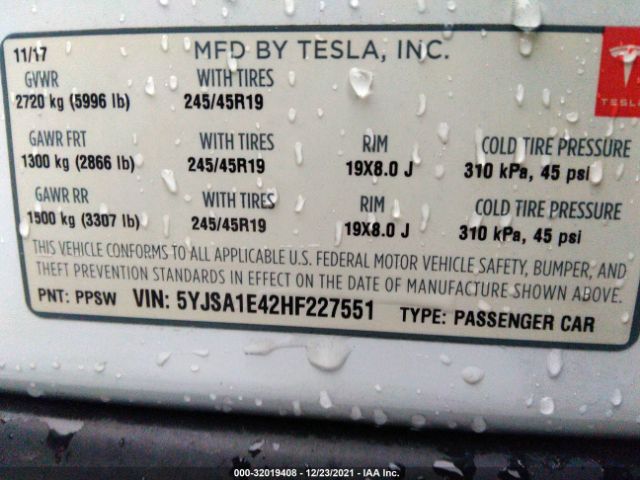 11/17 MFD BY TESLA, INC.
GVWR WITH TIRES
2720 kg (5996 lb) 245/45R19
TESLA
GAWR FRT WITH TIRES RIM COLD TIRE PRESSURE
1300 kg (2866 lb) 245/45R19 19X8.0 J 310 kPa, 45 psi
GAWR RR WITH TIRES RIM COLD TIRE PRESSURE
1500 kg (3307 lb) 245/45R19 19X8.0 J 310 kPa, 45 psi
THIS VEHICLE CONFORMS TO ALL APPLICABLE U.S. FEDERAL MOTOR VEHICLE SAFETY, BUMPER, AND
THEFT PREVENTION STANDARDS IN EFFECT ON THE DATE OF MANUFACTURE SHOWN ABOVE.
PNT: PPSW VIN: 5YJSA1E42HF227551 TYPE: PASSENGER CAR
000-32019408 - 12/23/2021 - IAA Inc.